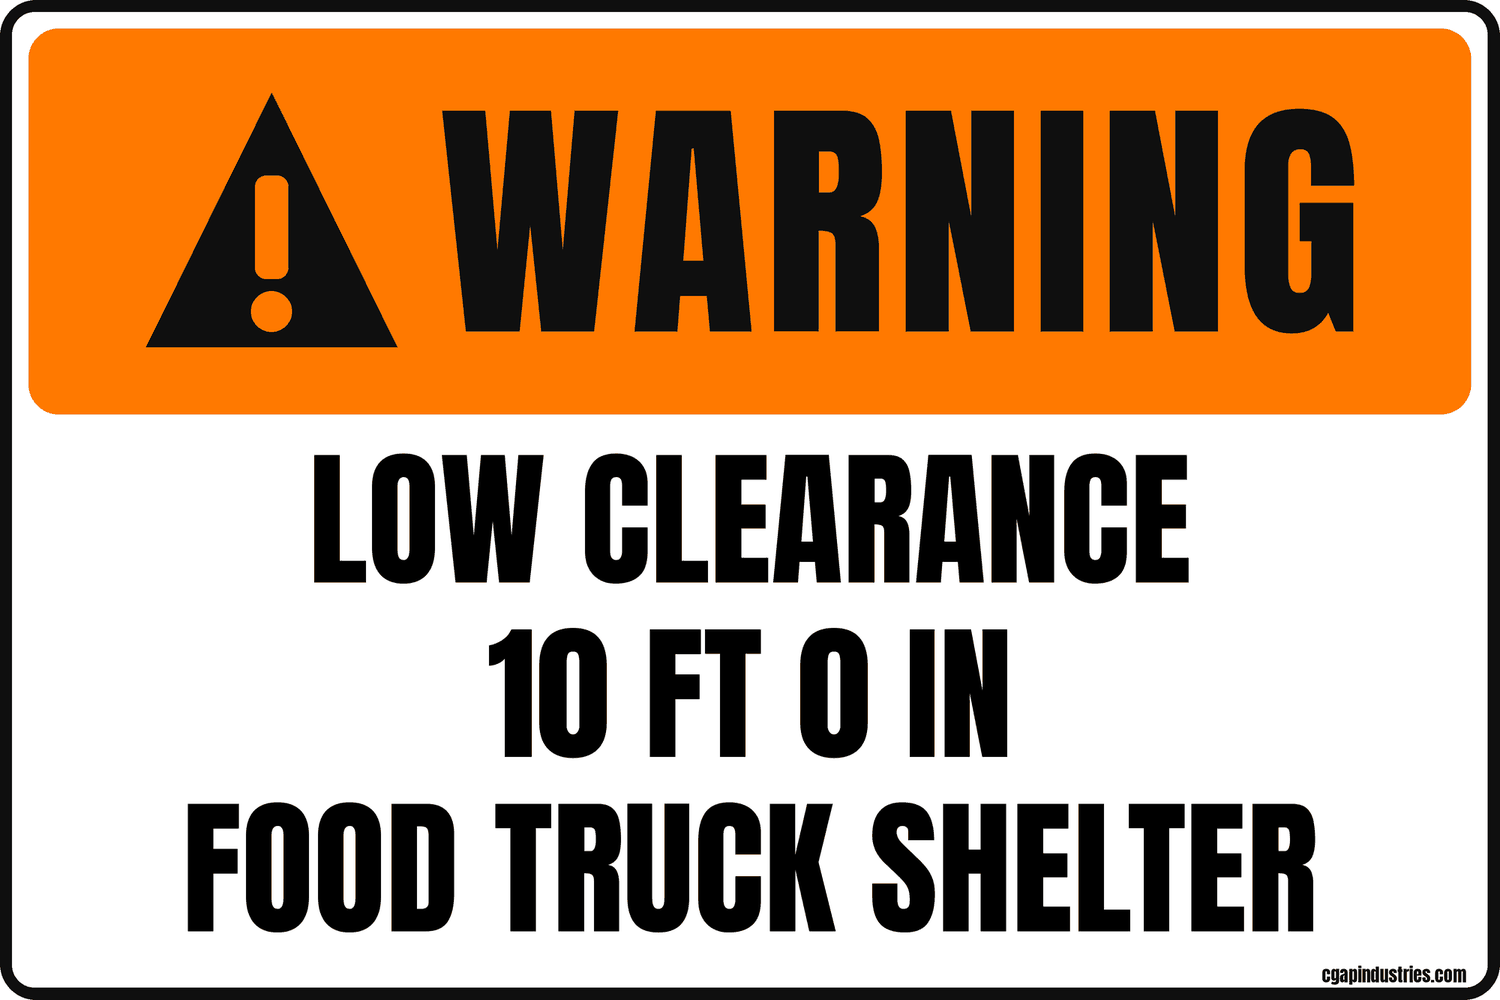 WARNING
LOW CLEARANCE
10 FT 0 IN
FOOD TRUCK SHELTER
cgapindustries.com